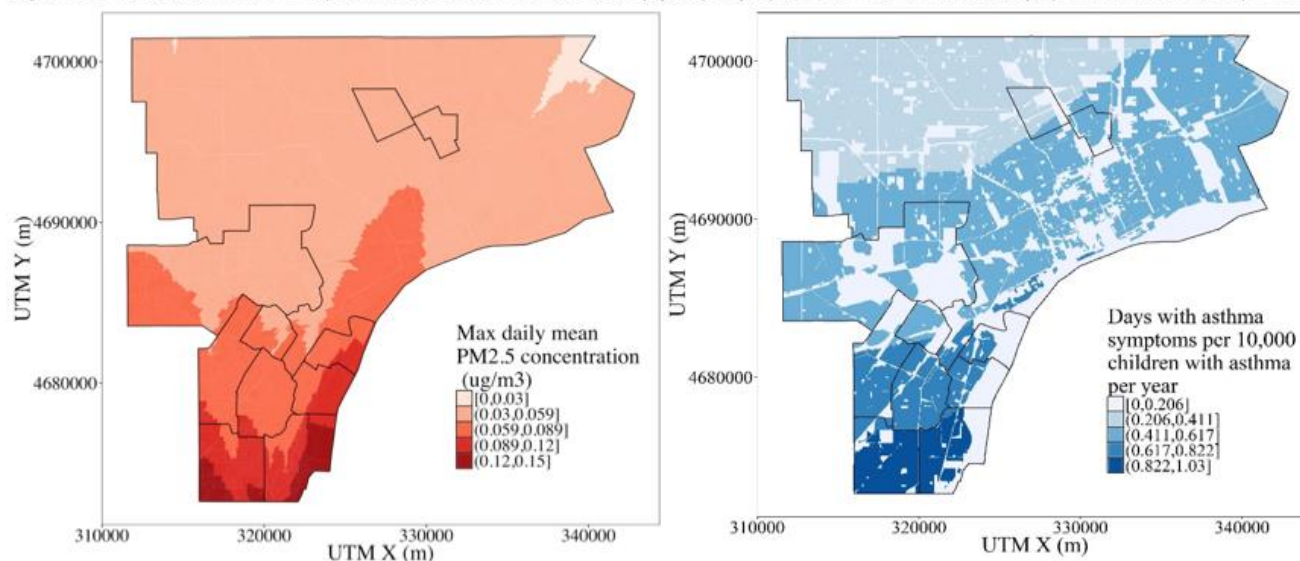 4700000
4690000
4680000
UTM Y (m)
310000
320000
330000
340000
UTM X (m)
Max daily mean
PM2.5 concentration
(ug/m3)
[0,0.03]
(0.03,0.059]
(0.059,0.089]
(0.089,0.12]
(0.12,0.15]
4700000
4690000
4680000
UTM Y (m)
310000
320000
330000
340000
UTM X (m)
Days with asthma
symptoms per 10,000
children with asthma
per year
[0,0.206]
(0.206,0.411]
(0.411,0.617]
(0.617,0.822]
(0.822,1.03]